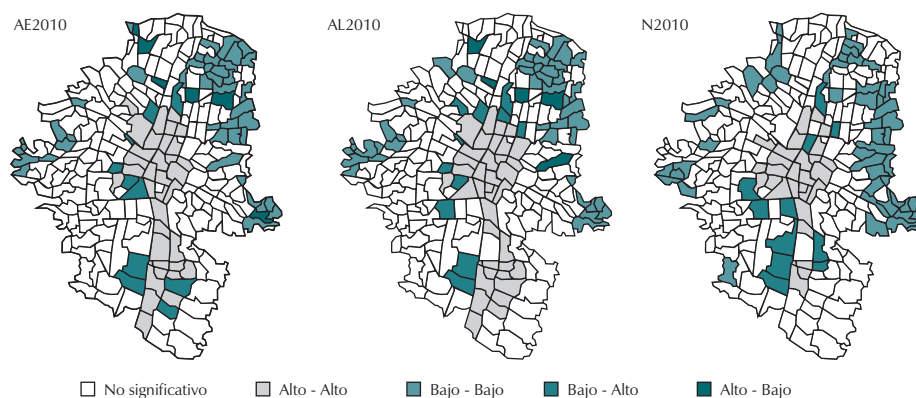 AE2010
AL2010
N2010
No significativo
Alto - Alto
Bajo - Bajo
Bajo - Alto
Alto - Bajo